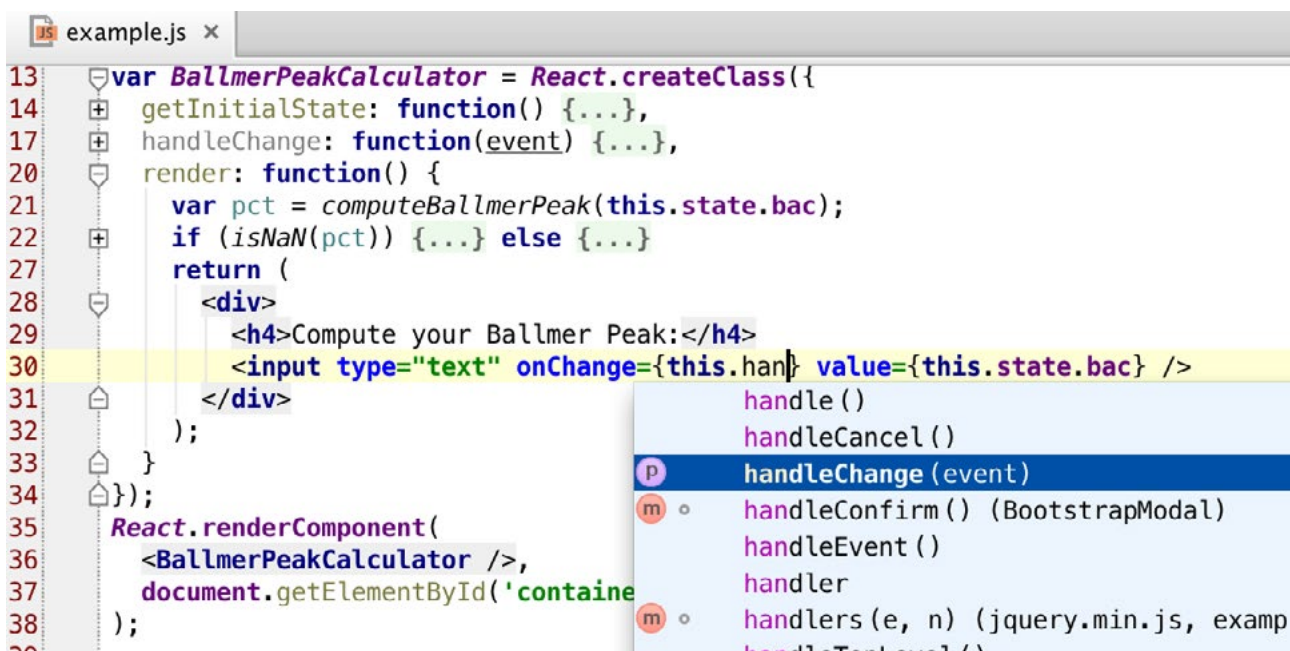 JS example.js ×
13 var BallmerPeakCalculator = React.createClass({
14 getInitialState: function() {...},
17 handleChange: function(event) {...},
20 render: function() {
21 var pct = computeBallmerPeak(this.state.bac);
22 if (isNaN(pct)) {...} else {...}
27 return (
28 <div>
29 <h4>Compute your Ballmer Peak:</h4>
30 <input type="text" onChange={this.han} value={this.state.bac} />
31 </div>
handle()
32 );
handleCancel()
33 }
p handleChange(event)
34 });
m handleConfirm() (BootstrapModal)
35 React.renderComponent(
handleEvent()
36 <BallmerPeakCalculator />,
handler
37 document.getElementById('containe
m handlers(e, n) (jquery.min.js, examp
38 );
handleTopLevel()